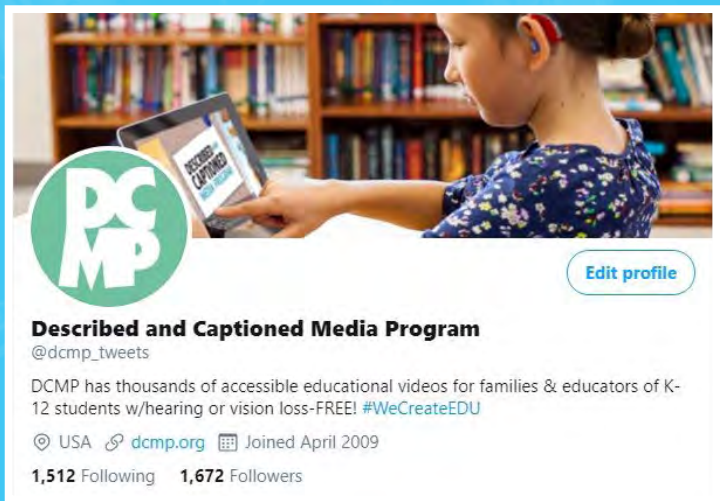 DESCRIBED AND
CAPTIONED
MEDIA PROGRAM
DC
MP
Edit profile
Described and Captioned Media Program
@dcmp_tweets
DCMP has thousands of accessible educational videos for families & educators of K-
12 students w/hearing or vision loss-FREE! #WeCreateEDU
USA dcmp.org Joined April 2009
1,512 Following 1,672 Followers